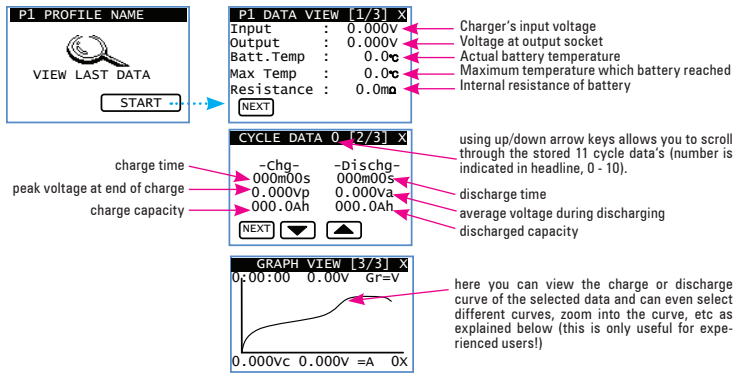 P1 PROFILE NAME
VIEW LAST DATA
START
P1 DATA VIEW [1/3] X
Input : 0.000V
Output : 0.000V
Batt.Temp : 0.0℃
Max Temp : 0.0℃
Resistance : 0.0mΩ
NEXT
Charger's input voltage
Voltage at output socket
Actual battery temperature
Maximum temperature which battery reached
Internal resistance of battery
CYCLE DATA 0 [2/3] X
-Chg- -Dischg-
000m00s 000m00s
0.000Vp 0.000Va
000.0Ah 000.0Ah
NEXT
charge time
peak voltage at end of charge
charge capacity
using up/down arrow keys allows you to scroll
through the stored 11 cycle data's (number is
indicated in headline, 0 - 10).
discharge time
average voltage during discharging
discharged capacity
GRAPH VIEW [3/3] X
0:00:00 0.00V Gr=V
0.000Vc 0.000V =A 0X
here you can view the charge or discharge
curve of the selected data and can even select
different curves, zoom into the curve, etc as
explained below (this is only useful for expe-
rienced users!)